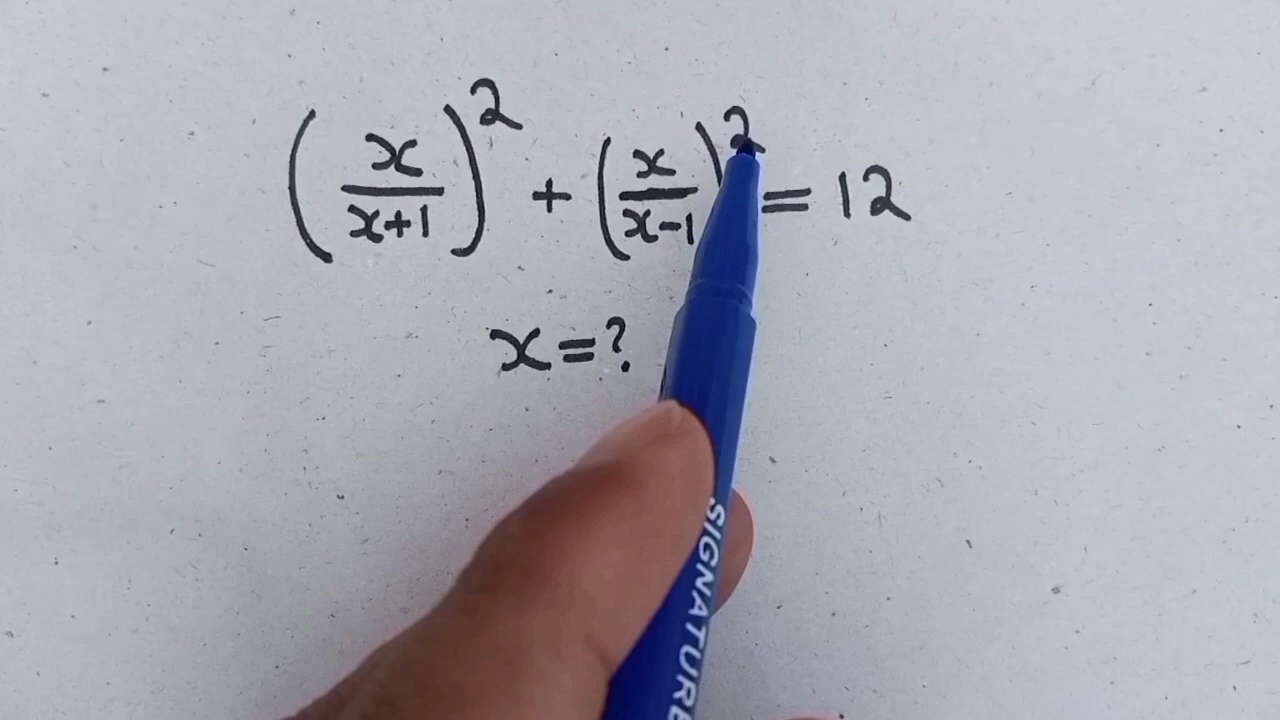 (x/x+1)² + (x/x-1)² = 12
x=?
SIGNATURE